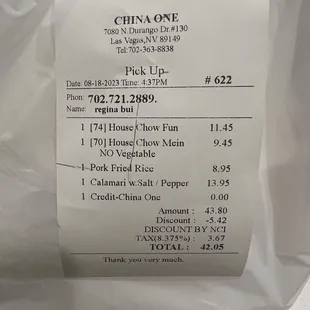 CHINA ONE
7080 N.Durango Dr.#130
Las Vegas,NV 89149
Tel:702-363-8838
Pick Up
Date: 08-18-2023 Time: 4:37PM # 622
Phon: 702.721.2889.
Name: regina bui
1 [74] House Chow Fun 11.45
1 [70] House Chow Mein 9.45
NO Vegetable
1 Pork Fried Rice 8.95
1 Calamari w.Salt / Pepper 13.95
1 Credit-China One 0.00
Amount : 43.80
Discount : -5.42
DISCOUNT BY NCI
TAX(8.375%) : 3.67
TOTAL : 42.05
Thank you very much.